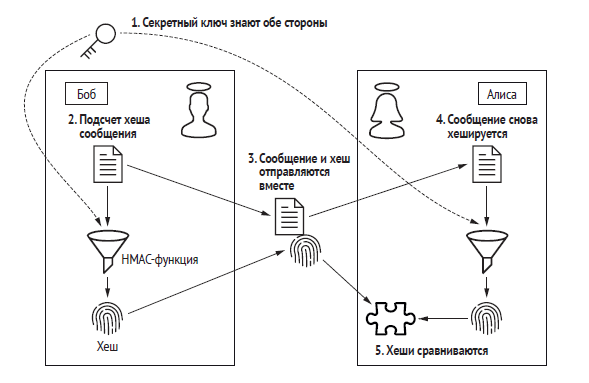 1. Секретный ключ знают обе стороны
Боб
Алиса
2. Подсчет хеша
сообщения
3. Сообщение и хеш
отправляются
вместе
4. Сообщение снова
хешируется
HMAC-функция
Хеш
5. Хеши сравниваются